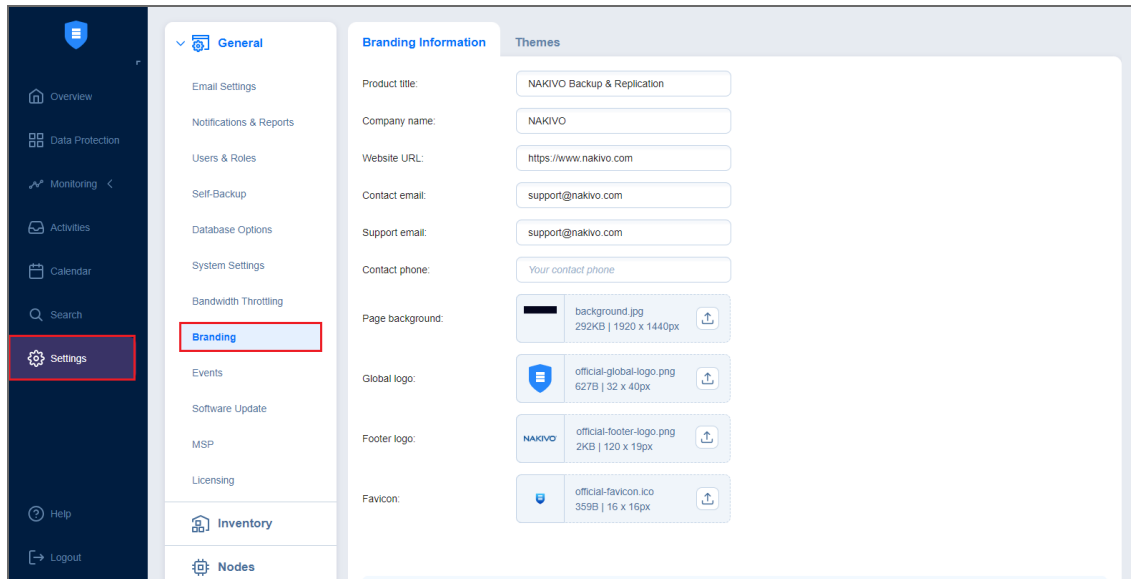 Overview
Data Protection
Monitoring
Activities
Calendar
Search
Settings
Help
Logout
General
Email Settings
Notifications & Reports
Users & Roles
Self-Backup
Database Options
System Settings
Bandwidth Throttling
Branding
Events
Software Update
MSP
Licensing
Inventory
Nodes
Branding Information Themes
Product title: NAKIVO Backup & Replication
Company name: NAKIVO
Website URL: https://www.nakivo.com
Contact email: support@nakivo.com
Support email: support@nakivo.com
Contact phone: Your contact phone
Page background: background.jpg
292KB | 1920 x 1440px
Global logo: official-global-logo.png
627B | 32 x 40px
Footer logo: NAKIVO official-footer-logo.png
2KB | 120 x 19px
Favicon: official-favicon.ico
359B | 16 x 16px